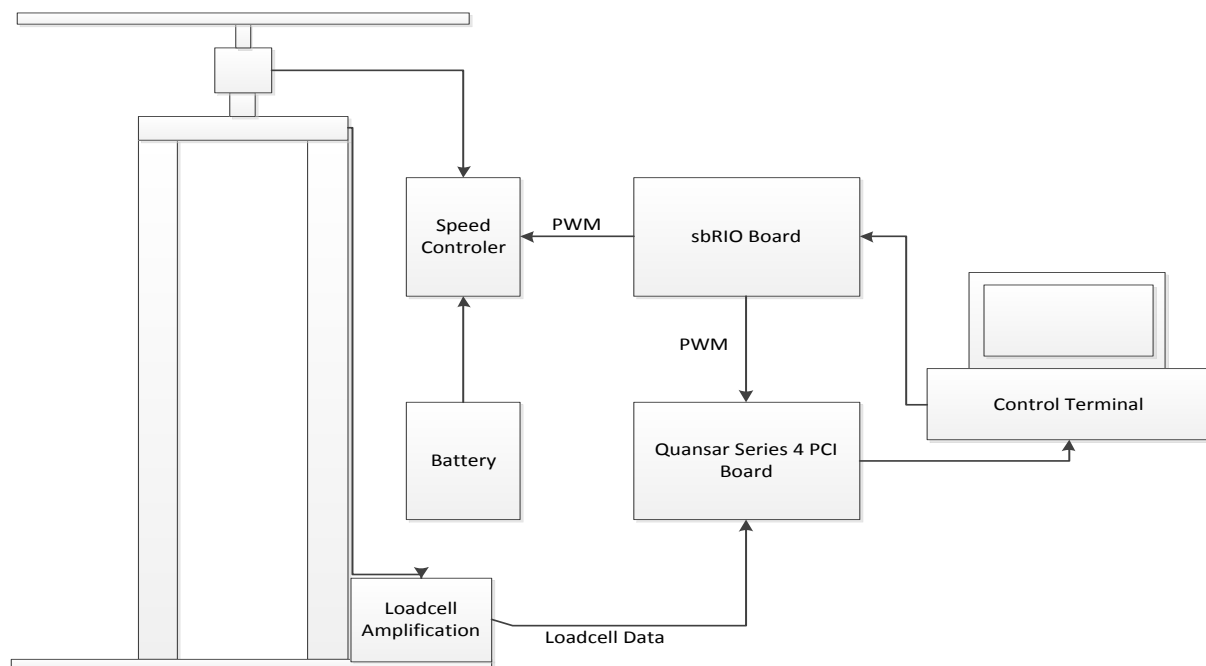 Speed
Controler
PWM
sbRIO Board
PWM
Control Terminal
Battery
Quansar Series 4 PCI
Board
Loadcell
Amplification
Loadcell Data